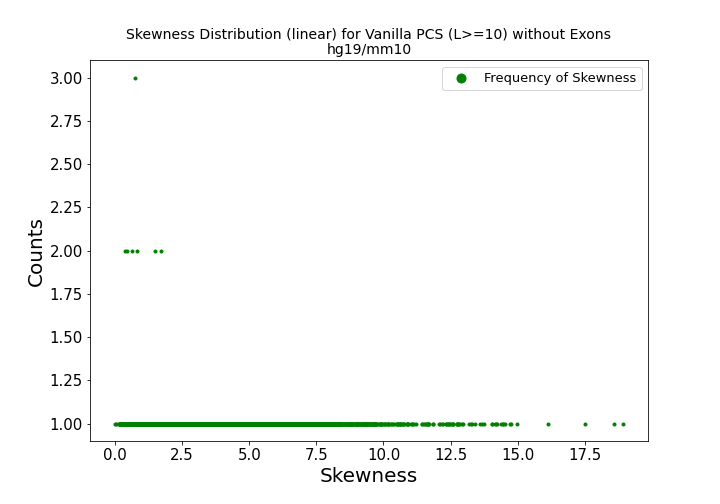 Skewness Distribution (linear) for Vanilla PCS (L>=10) without Exons
hg19/mm10
Frequency of Skewness
3.00
2.75
2.50
2.25
2.00
1.75
1.50
1.25
1.00
Counts
0.0 2.5 5.0 7.5 10.0 12.5 15.0 17.5
Skewness